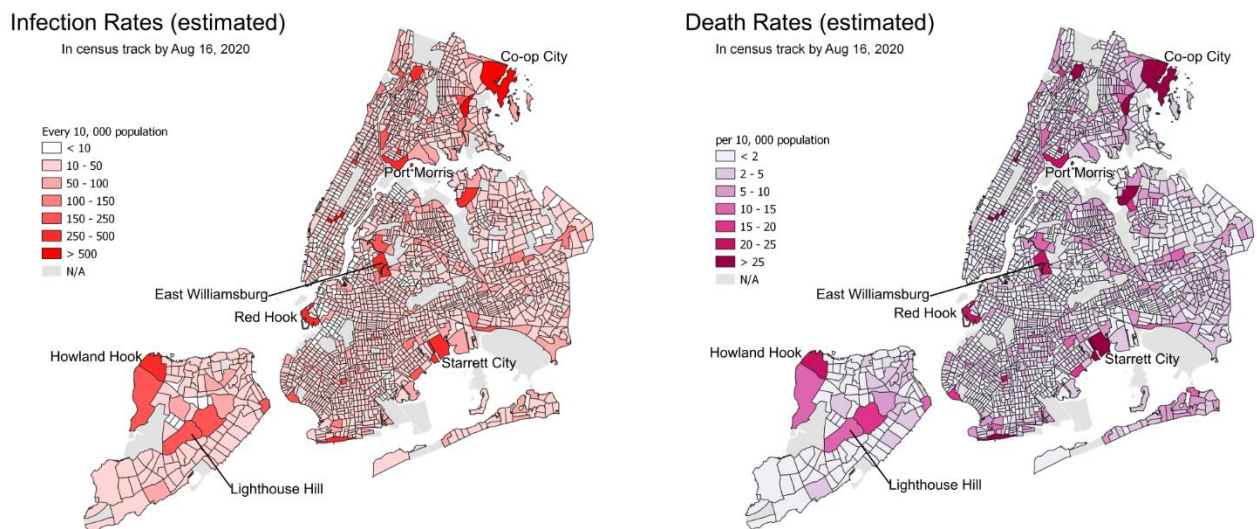 Infection Rates (estimated)
In census track by Aug 16, 2020
Co-op City
Every 10, 000 population
< 10
10 - 50
50 - 100
100 - 150
150 - 250
250 - 500
> 500
N/A
Port Morris
East Williamsburg
Red Hook
Howland Hook
Starrett City
Lighthouse Hill
Death Rates (estimated)
In census track by Aug 16, 2020
Co-op City
per 10, 000 population
< 2
2 - 5
5 - 10
10 - 15
15 - 20
20 - 25
> 25
N/A
Port Morris
East Williamsburg
Red Hook
Howland Hook
Starrett City
Lighthouse Hill